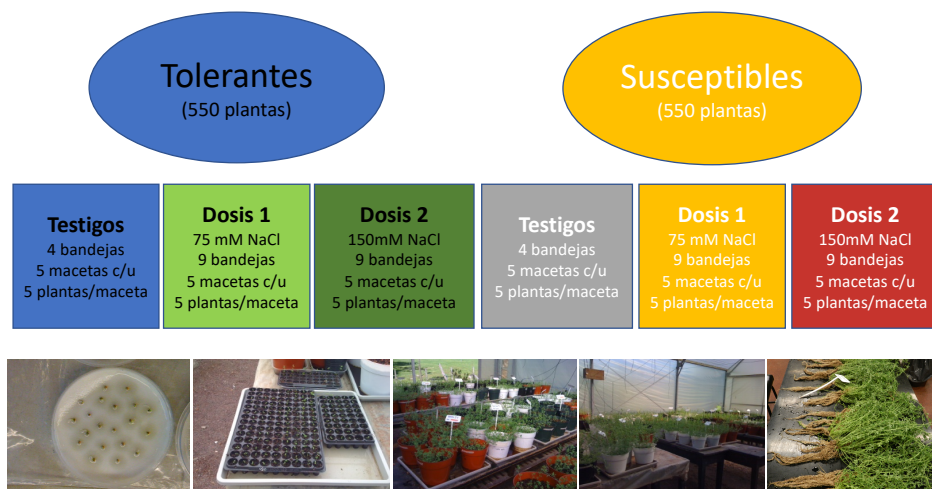 Tolerantes
(550 plantas)
Susceptibles
(550 plantas)
Testigos
4 bandejas
5 macetas c/u
5 plantas/maceta
Dosis 1
75 mM NaCl
9 bandejas
5 macetas c/u
5 plantas/maceta
Dosis 2
150mM NaCl
9 bandejas
5 macetas c/u
5 plantas/maceta
Testigos
4 bandejas
5 macetas c/u
5 plantas/maceta
Dosis 1
75 mM NaCl
9 bandejas
5 macetas c/u
5 plantas/maceta
Dosis 2
150mM NaCl
9 bandejas
5 macetas c/u
5 plantas/maceta